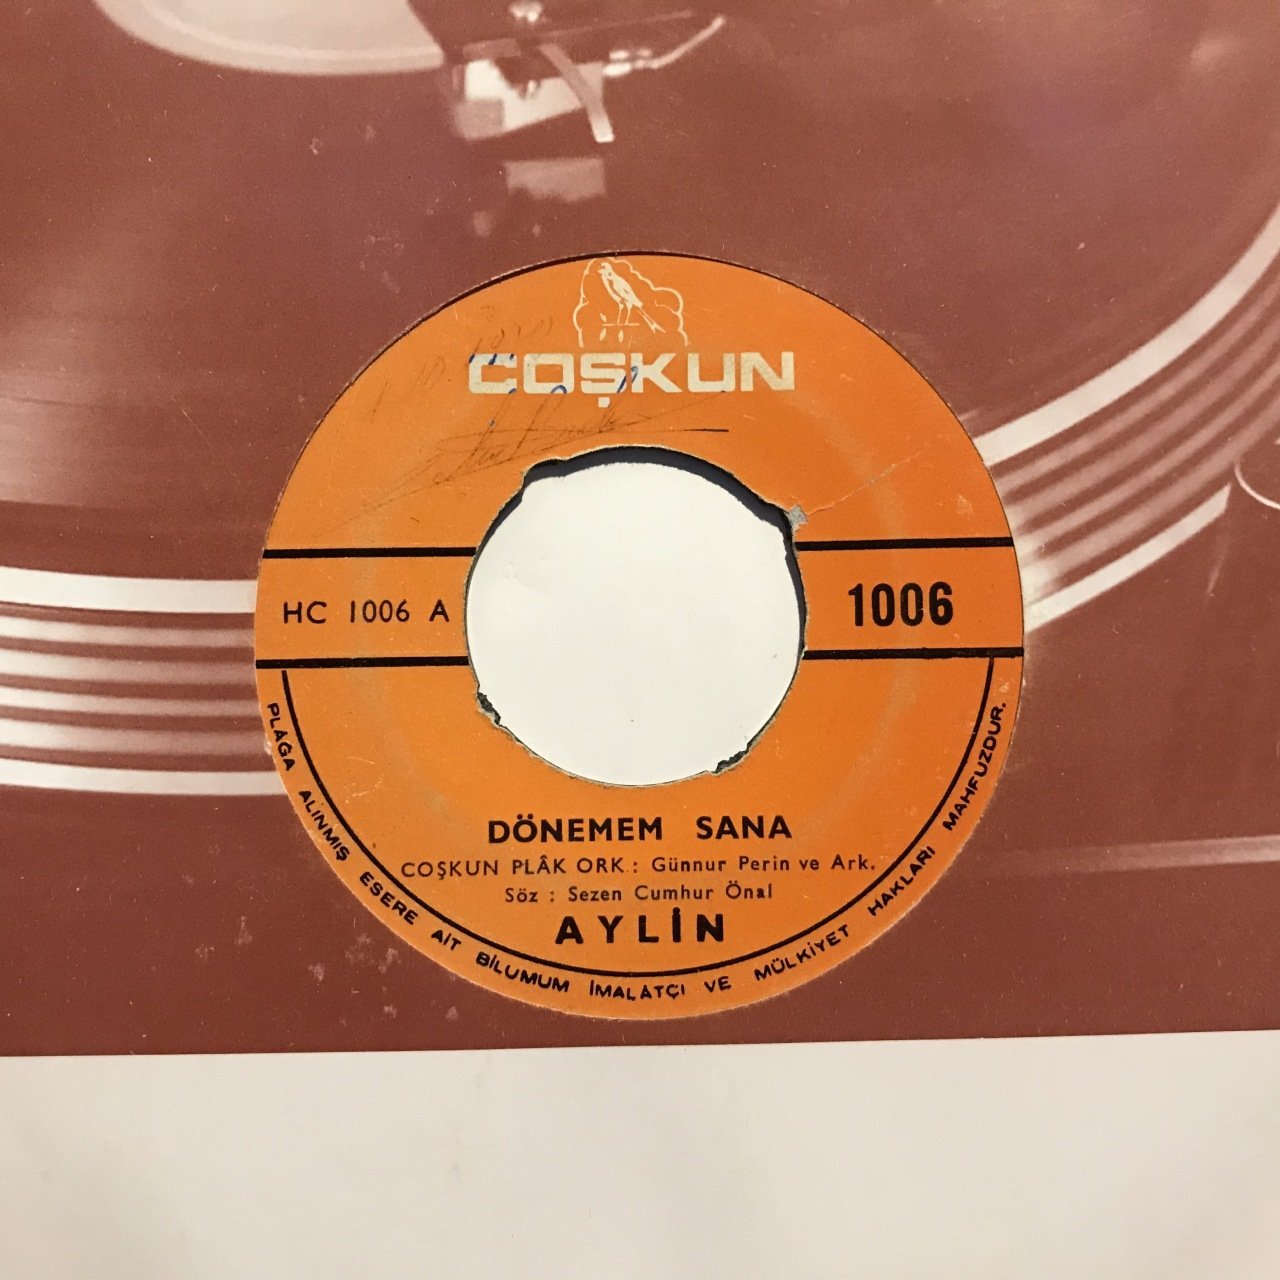 COŞKUN
HC 1006 A
1006
DÖNEMEM SANA
COŞKUN PLÂK ORK.: Günnur Perin ve Ark.
Söz : Sezen Cumhur Önal
AYLİN
PLAĞA ALINMIŞ ESERE AİT BİLUMUM İMALATÇI VE MÜLKİYET HAKLARI MAHFUZDUR.